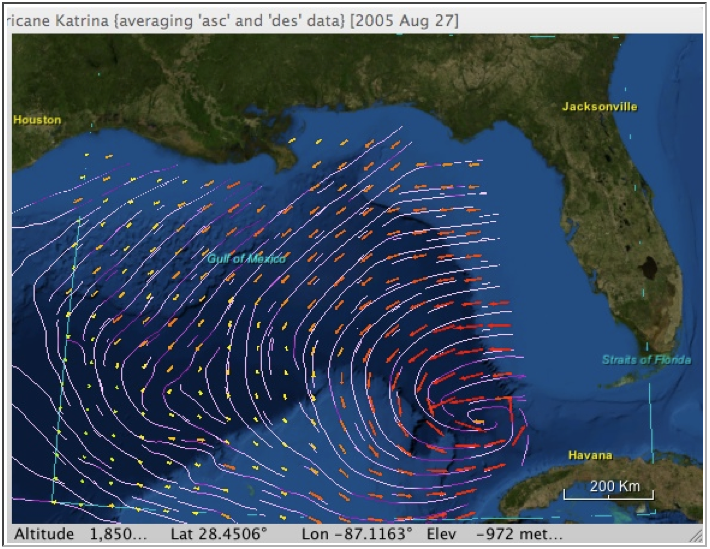 ricane Katrina {averaging 'asc' and 'des' data} [2005 Aug 27]
Jacksonville
Houston
Gulf of Mexico
Straits of Florida
Havana
200 Km
Altitude 1,850... Lat 28.4506° Lon -87.1163° Elev -972 met...